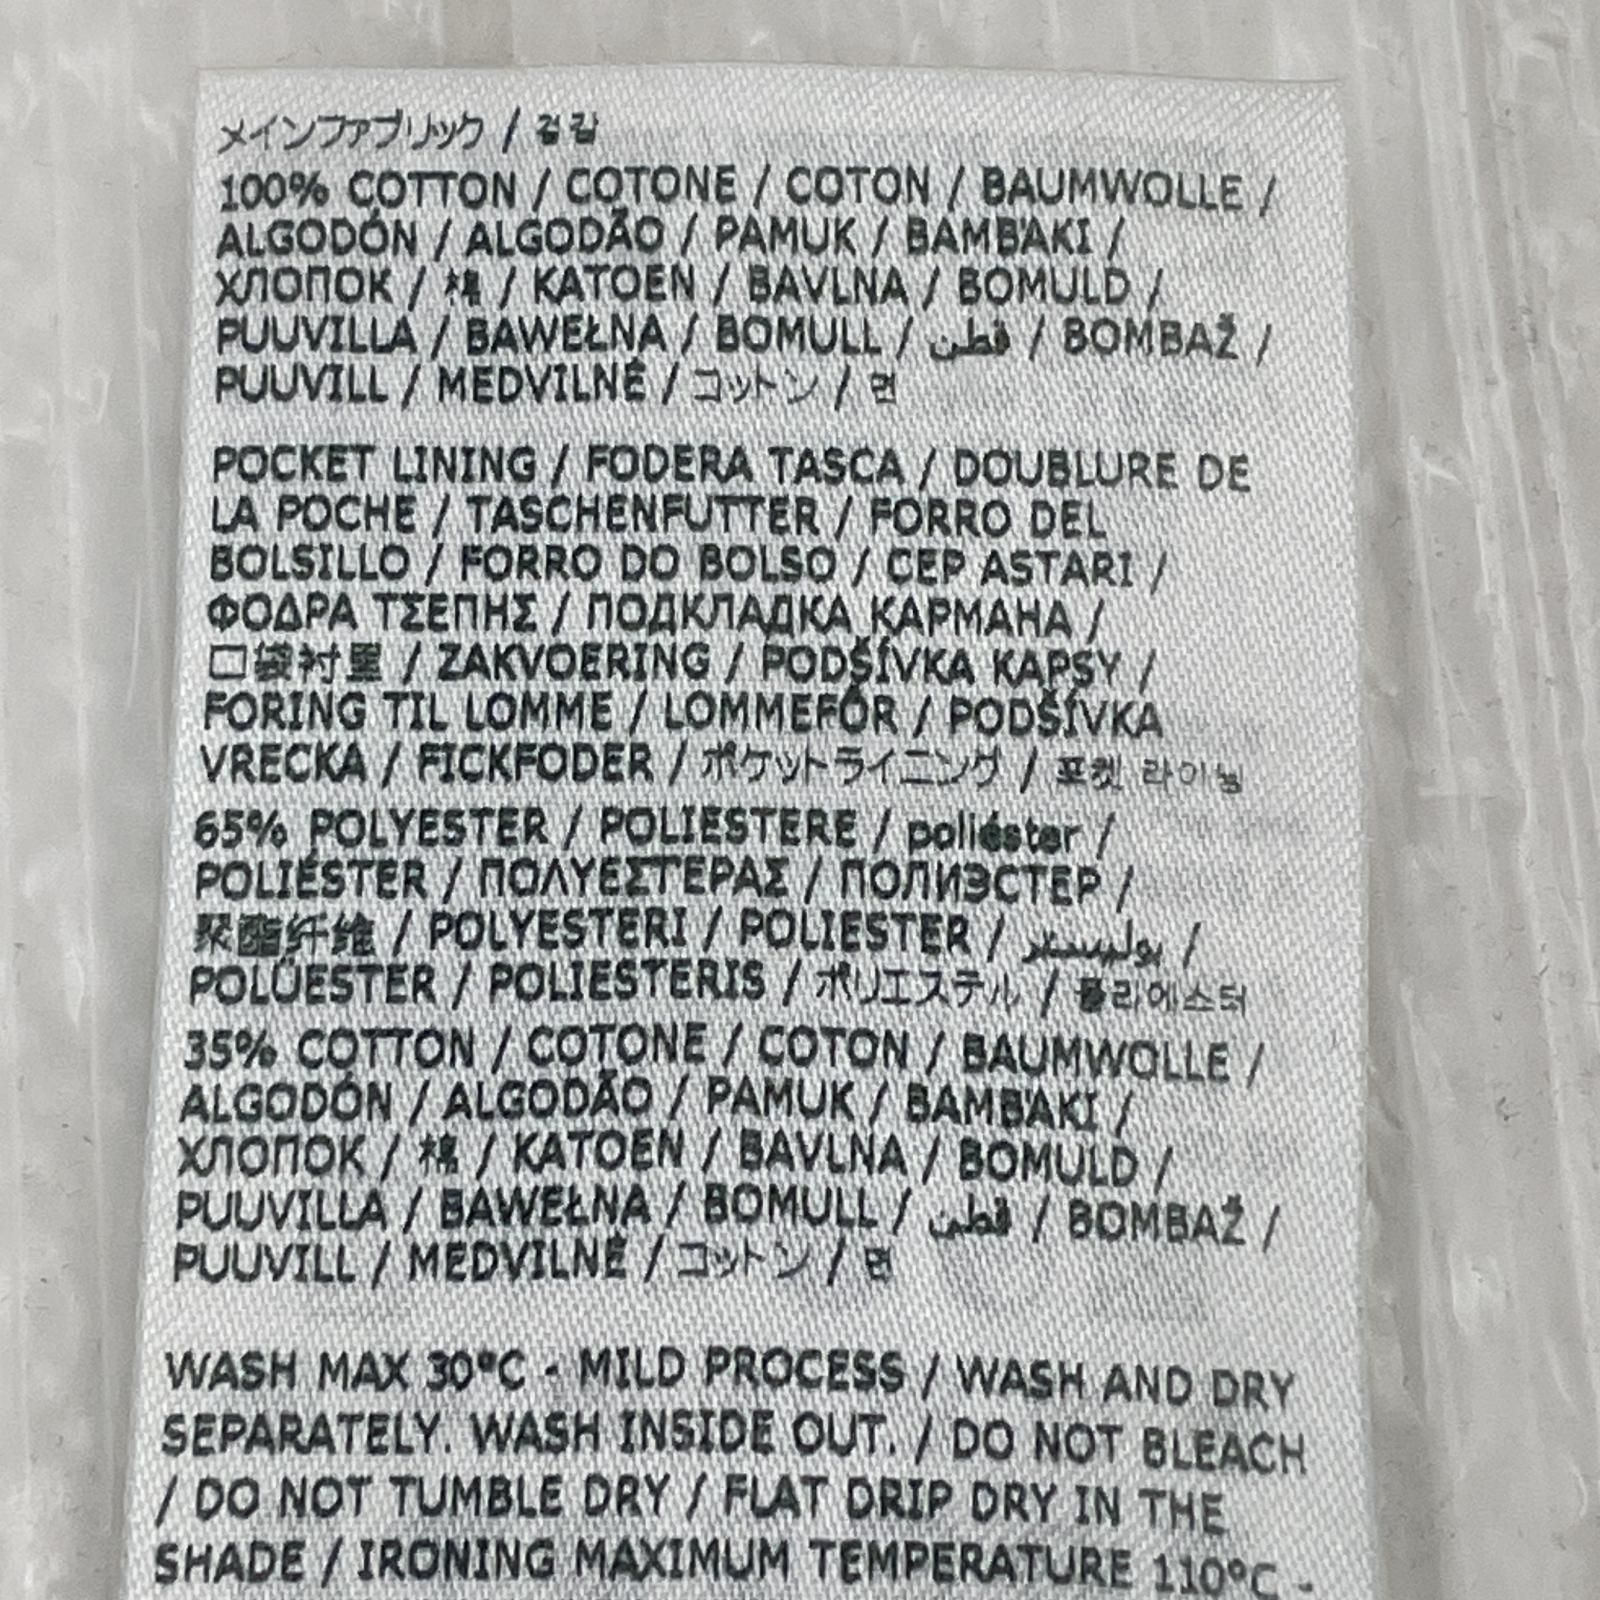 メインファブリック / 겉감
100% COTTON / COTONE / COTON / BAUMWOLLE /
ALGODÓN / ALGODÃO / PAMUK / BAMBAKI /
ХЛОПОК / 棉 / KATOEN / BAVLNA / BOMULD /
PUUVILLA / BAWEŁNA / BOMULL / قطن / BOMBAŽ /
PUUVILL / MEDVILNĖ / コットン / 면
POCKET LINING / FODERA TASCA / DOUBLURE DE
LA POCHE / TASCHENFUTTER / FORRO DEL
BOLSILLO / FORRO DO BOLSO / CEP ASTARI /
ΦΟΔΡΑ ΤΣΕΠΗΣ / ПОДКЛАДКА КАРМАНА /
口袋衬里 / ZAKVOERING / PODŠÍVKA KAPSY /
FORING TIL LOMME / LOMMEFÔR / PODŠÍVKA
VRECKA / FICKFODER / ポケットライニング / 포켓 라이닝
65% POLYESTER / POLIESTERE / poliéster /
POLIÉSTER / ΠΟΛΥΕΣΤΕΡΑΣ / ПОЛИЭСТЕР /
聚酯纤维 / POLYESTERI / POLIESTER / بوليستر /
POLÜESTER / POLIESTERIS / ポリエステル / 폴리에스터
35% COTTON / COTONE / COTON / BAUMWOLLE /
ALGODÓN / ALGODÃO / PAMUK / BAMBAKI /
ХЛОПОК / 棉 / KATOEN / BAVLNA / BOMULD /
PUUVILLA / BAWEŁNA / BOMULL / قطن / BOMBAŽ /
PUUVILL / MEDVILNĖ / コットン / 면
WASH MAX 30°C - MILD PROCESS / WASH AND DRY
SEPARATELY. WASH INSIDE OUT. / DO NOT BLEACH
/ DO NOT TUMBLE DRY / FLAT DRIP DRY IN THE
SHADE / IRONING MAXIMUM TEMPERATURE 110°C -